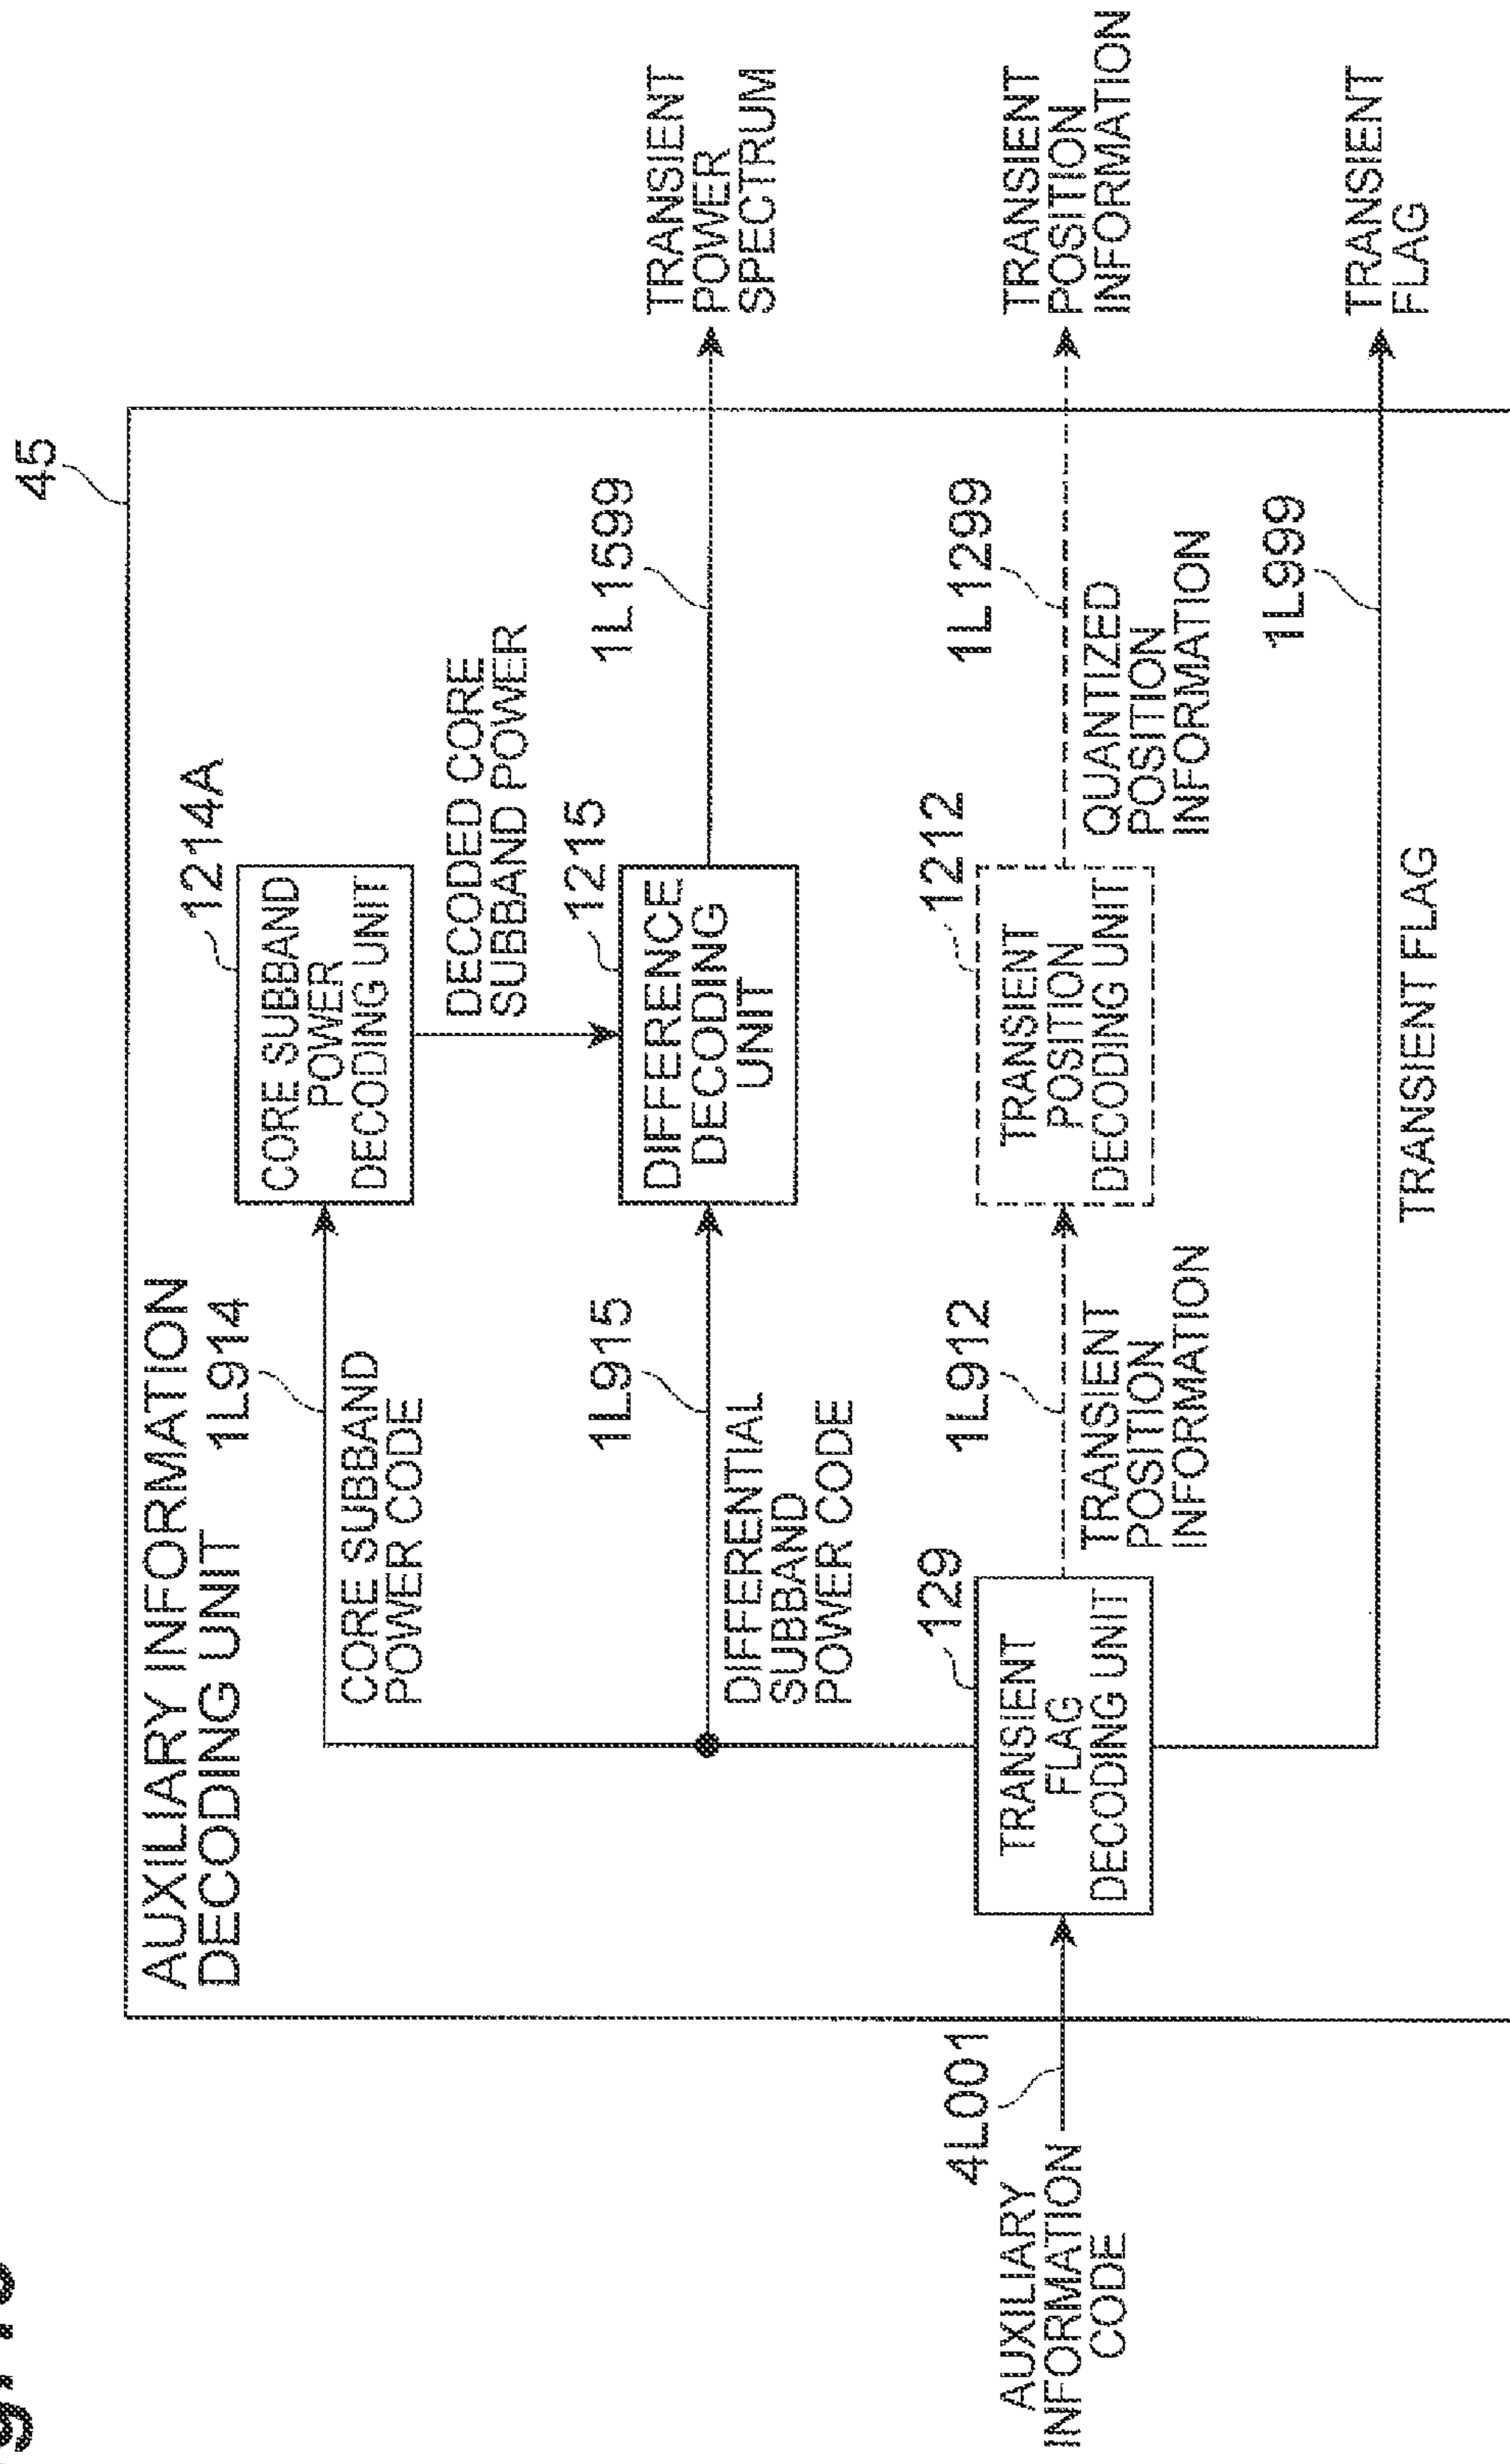 45
AUXILIARY INFORMATION
DECODING UNIT
1L914
CORE SUBBAND
POWER CODE
1214A
CORE SUBBAND
POWER
DECODING UNIT
DECODED CORE
SUBBAND POWER
1L915
DIFFERENTIAL
SUBBAND
POWER CODE
1215
DIFFERENCE
DECODING
UNIT
1L1599
TRANSIENT
POWER
SPECTRUM
4L001
AUXILIARY
INFORMATION
CODE
129
TRANSIENT
FLAG
DECODING UNIT
1L912
TRANSIENT
POSITION
INFORMATION
1212
TRANSIENT
POSITION
DECODING UNIT
1L1299
QUANTIZED
POSITION
INFORMATION
TRANSIENT
POSITION
INFORMATION
1L999
TRANSIENT FLAG
TRANSIENT
FLAG